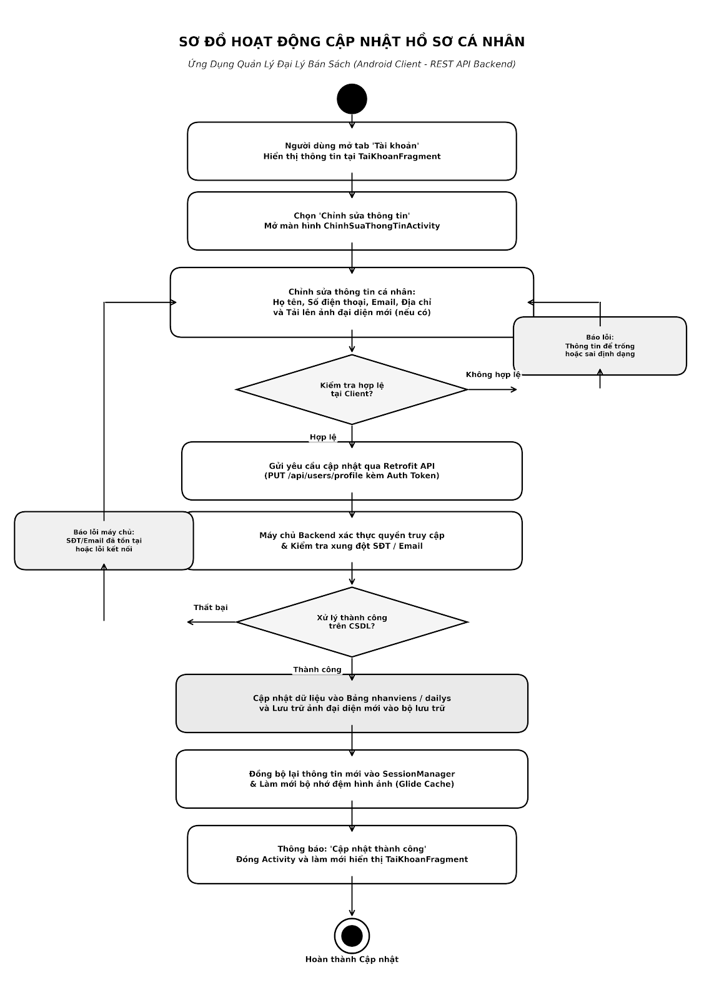 SƠ ĐỒ HOẠT ĐỘNG CẬP NHẬT HỒ SƠ CÁ NHÂN
Ứng Dụng Quản Lý Đại Lý Bán Sách (Android Client - REST API Backend)
Người dùng mở tab 'Tài khoản'
Hiển thị thông tin tại TaiKhoanFragment
Chọn 'Chỉnh sửa thông tin'
Mở màn hình ChinhSuaThongTinActivity
Chỉnh sửa thông tin cá nhân:
Họ tên, Số điện thoại, Email, Địa chỉ
và Tải lên ảnh đại diện mới (nếu có)
Báo lỗi:
Thông tin để trống
hoặc sai định dạng
Không hợp lệ
Kiểm tra hợp lệ
tại Client?
Hợp lệ
Gửi yêu cầu cập nhật qua Retrofit API
(PUT /api/users/profile kèm Auth Token)
Báo lỗi máy chủ:
SĐT/Email đã tồn tại
hoặc lỗi kết nối
Máy chủ Backend xác thực quyền truy cập
& Kiểm tra xung đột SĐT / Email
Thất bại
Xử lý thành công
trên CSDL?
Thành công
Cập nhật dữ liệu vào Bảng nhanviens / dailys
và Lưu trữ ảnh đại diện mới vào bộ lưu trữ
Đồng bộ lại thông tin mới vào SessionManager
& Làm mới bộ nhớ đệm hình ảnh (Glide Cache)
Thông báo: 'Cập nhật thành công'
Đóng Activity và làm mới hiển thị TaiKhoanFragment
Hoàn thành Cập nhật